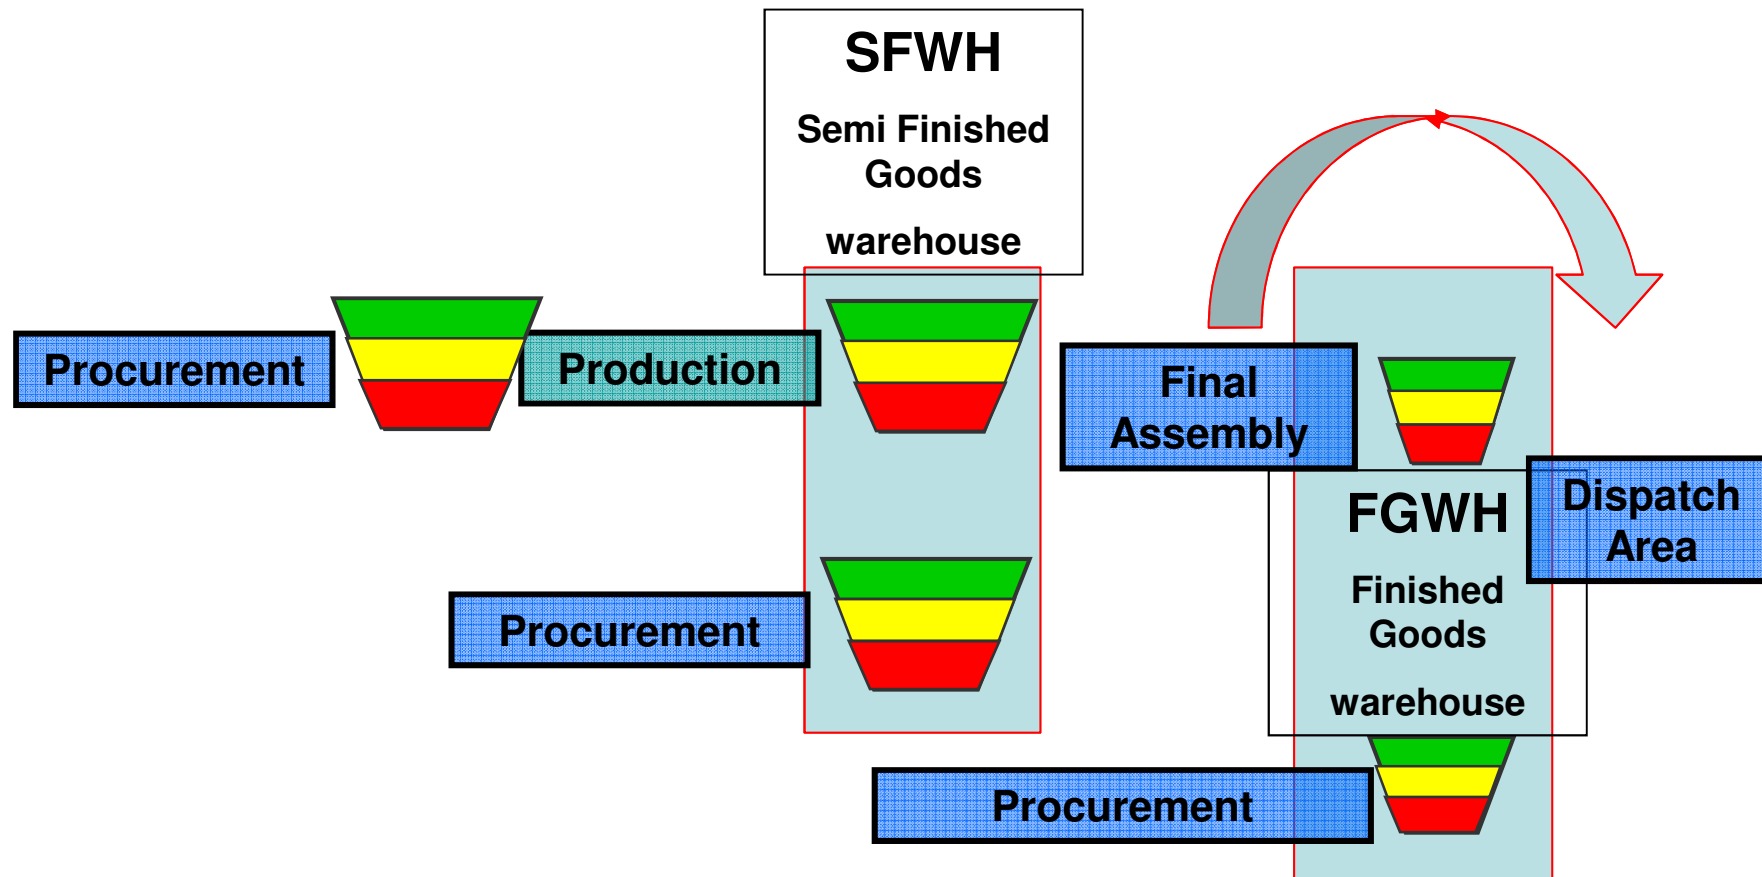 SFWH
Semi Finished
Goods
warehouse
Procurement
Production
Final
Assembly
Dispatch
Area
FGWH
Finished
Goods
warehouse
Procurement
Procurement